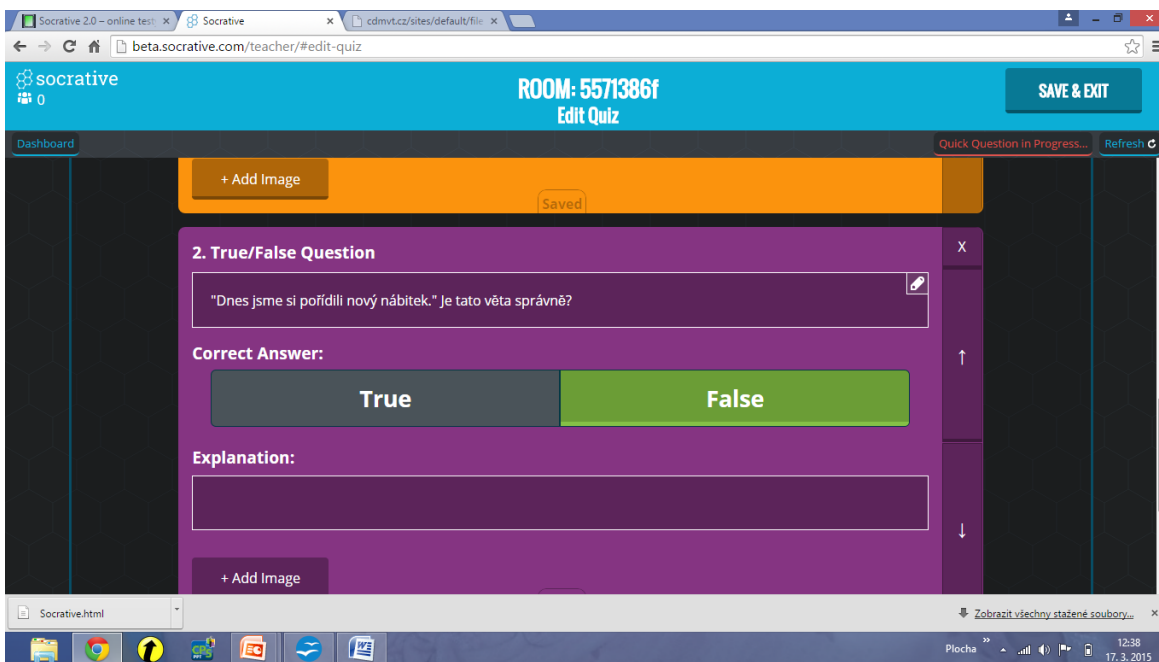 Socrative 2.0 – online test
Socrative
cdmvt.cz/sites/default/file
beta.socrative.com/teacher/#edit-quiz
socrative
0
ROOM: 5571386f
Edit Quiz
SAVE & EXIT
Dashboard
Quick Question in Progress...
Refresh
+ Add Image
Saved
2. True/False Question
X
"Dnes jsme si pořídili nový nábitek." Je tato věta správně?
Correct Answer:
True
False
Explanation:
+ Add Image
Socrative.html
Zobrazit všechny stažené soubory...
Plocha
12:38
17. 3. 2015